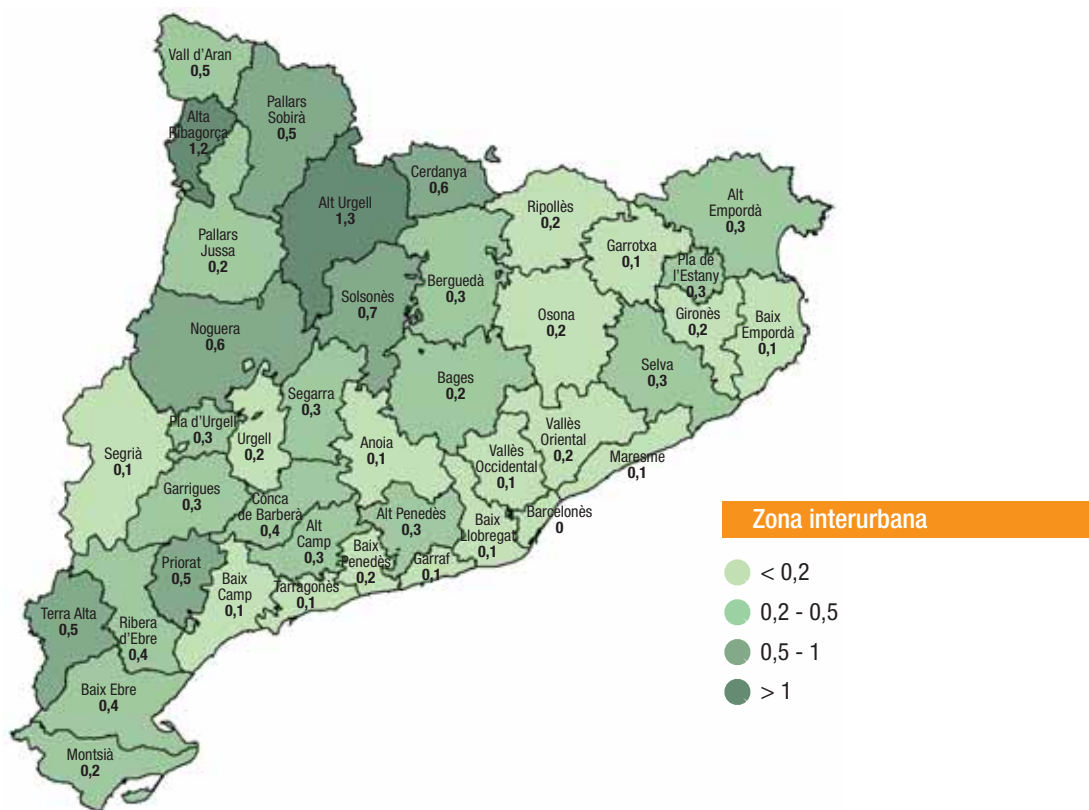 Vall d'Aran
0,5
Pallars
Sobirà
0,5
Alta
Ribagorça
1,2
Cerdanya
0,6
Alt Urgell
1,3
Ripollès
0,2
Alt
Empordà
0,3
Pallars
Jussa
0,2
Garrotxa
0,1
Pla de
l'Estany
0,3
Berguedà
0,3
Solsonès
0,7
Osona
0,2
Gironès
0,2
Baix
Empordà
0,1
Noguera
0,6
Selva
0,3
Bages
0,2
Segarra
0,3
Pla d'Urgell
0,3
Urgell
0,2
Anoia
0,1
Vallès
Oriental
0,2
Vallès
Occidental
0,1
Maresme
0,1
Segrià
0,1
Garrigues
0,3
Conca
de Barberà
0,4
Alt Penedès
0,3
Barcelonès
0
Baix
Llobregat
0,1
Alt
Camp
0,3
Baix
Penedès
0,2
Garraf
0,1
Priorat
0,5
Baix
Camp
0,1
Tarragonès
0,1
Terra Alta
0,5
Ribera
d'Ebre
0,4
Baix Ebre
0,4
Montsià
0,2
Zona interurbana
< 0,2
0,2 - 0,5
0,5 - 1
> 1